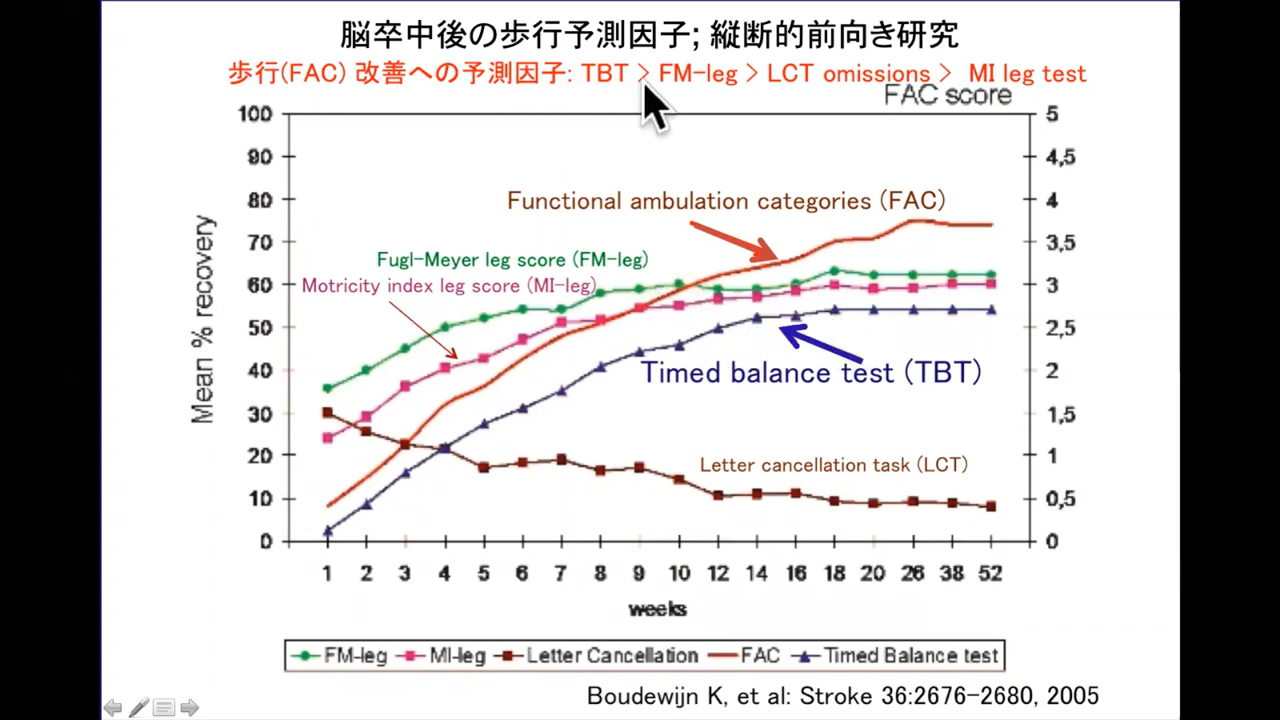 脳卒中後の歩行予測因子; 縦断的前向き研究
歩行(FAC) 改善への予測因子: TBT > FM-leg > LCT omissions > MI leg test
FAC score
100
90
80
70
60
50
40
30
20
10
0
Mean % recovery
5
4,5
4
3,5
3
2,5
2
1,5
1
0,5
0
Functional ambulation categories (FAC)
Fugl-Meyer leg score (FM-leg)
Motricity index leg score (MI-leg)
Timed balance test (TBT)
Letter cancellation task (LCT)
1 2 3 4 5 6 7 8 9 10 12 14 16 18 20 26 38 52
weeks
FM-leg MI-leg Letter Cancellation FAC Timed Balance test
Boudewijn K, et al: Stroke 36:2676-2680, 2005